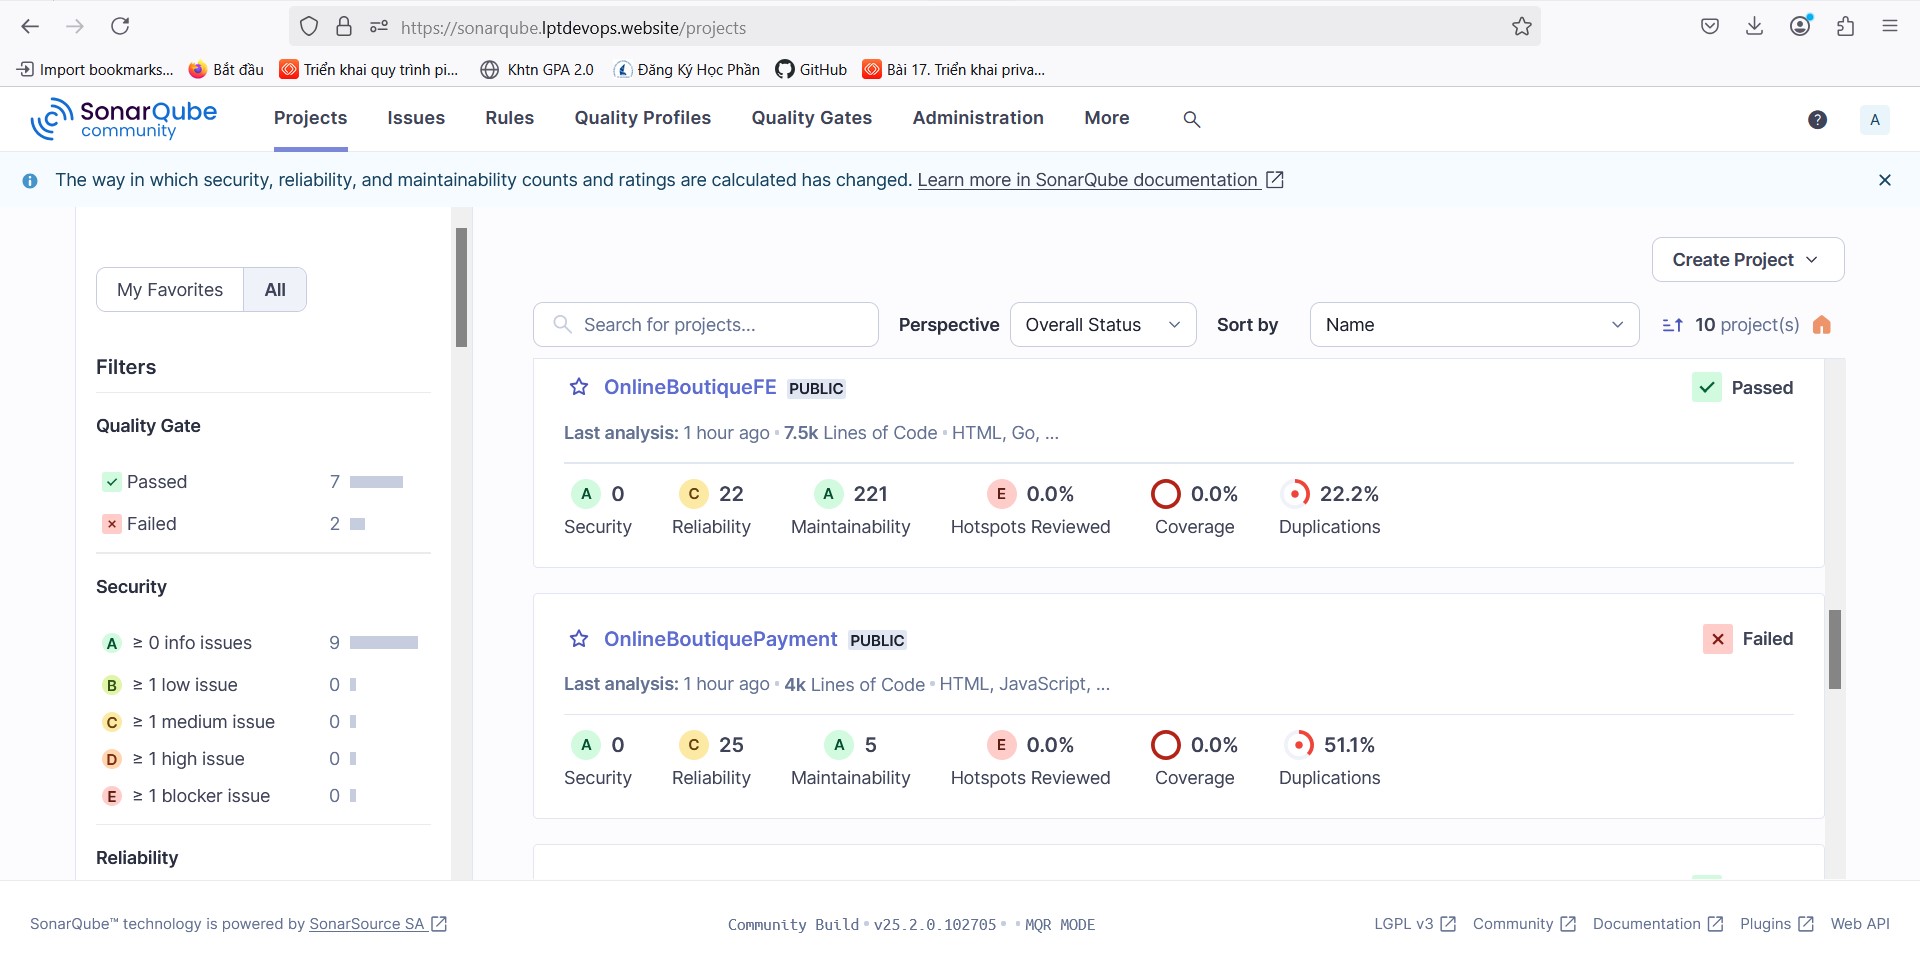 https://sonarqube.lptdevops.website/projects
Import bookmarks... Bắt đầu Triển khai quy trình pi... Khtn GPA 2.0 Đăng Ký Học Phần GitHub Bài 17. Triển khai priva...
SonarQube community Projects Issues Rules Quality Profiles Quality Gates Administration More ? A
The way in which security, reliability, and maintainability counts and ratings are calculated has changed. Learn more in SonarQube documentation
Create Project
My Favorites All
Search for projects... Perspective Overall Status Sort by Name 10 project(s)
Filters
Quality Gate
Passed 7
Failed 2
Security
A ≥ 0 info issues 9
B ≥ 1 low issue 0
C ≥ 1 medium issue 0
D ≥ 1 high issue 0
E ≥ 1 blocker issue 0
Reliability
OnlineBoutiqueFE PUBLIC Passed
Last analysis: 1 hour ago • 7.5k Lines of Code • HTML, Go, ...
A 0 C 22 A 221 E 0.0% 0.0% 22.2%
Security Reliability Maintainability Hotspots Reviewed Coverage Duplications
OnlineBoutiquePayment PUBLIC Failed
Last analysis: 1 hour ago • 4k Lines of Code • HTML, JavaScript, ...
A 0 C 25 A 5 E 0.0% 0.0% 51.1%
Security Reliability Maintainability Hotspots Reviewed Coverage Duplications
SonarQube™ technology is powered by SonarSource SA Community Build • v25.2.0.102705 • • MQR MODE LGPL v3 Community Documentation Plugins Web API